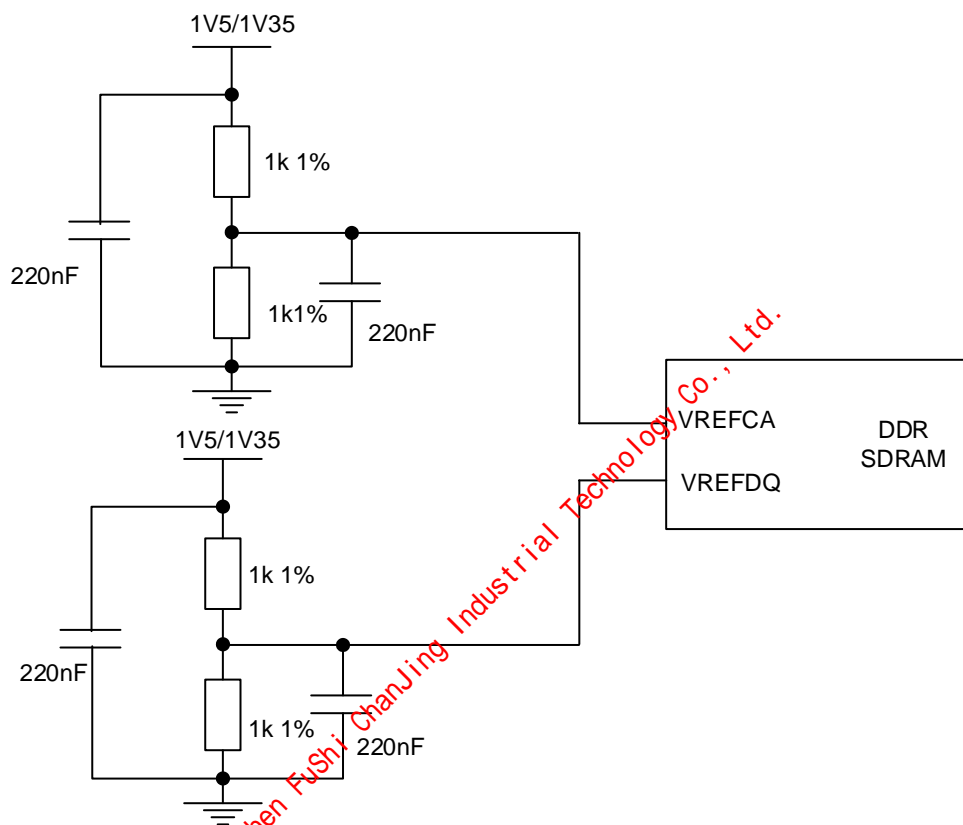 1V5/1V35
1k 1%
220nF
1k1%
220nF
VREFCA
VREFDQ
DDR
SDRAM
1V5/1V35
1k 1%
220nF
1k 1%
220nF
FuShi ChanJing Industrial Technology Co., Ltd.